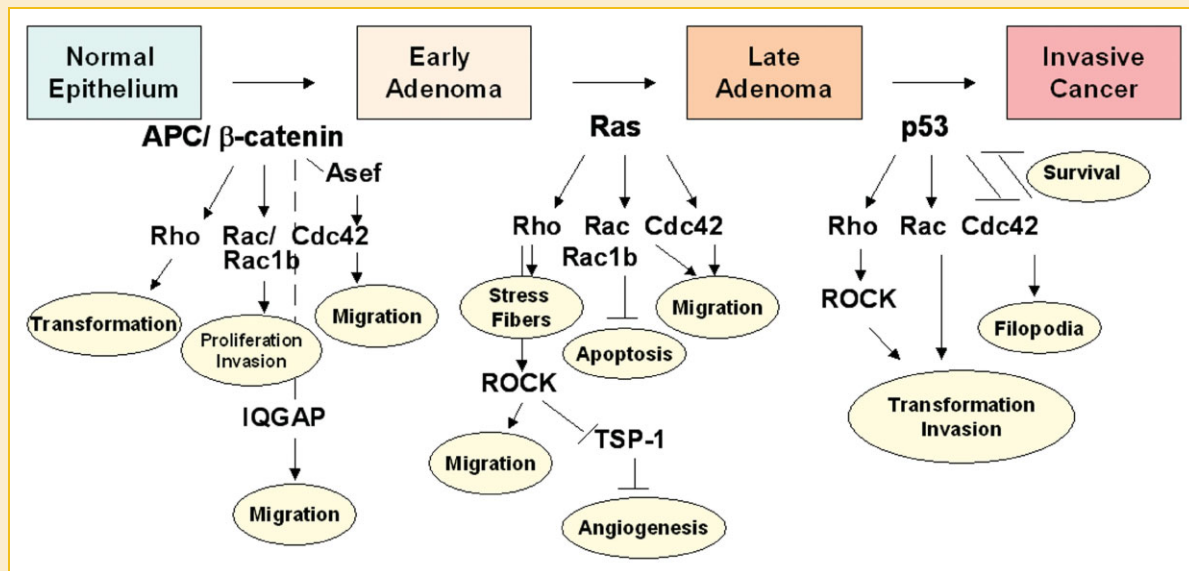 Normal
Epithelium
Early
Adenoma
Late
Adenoma
Invasive
Cancer
APC/ β-catenin
Asef
Rho Rac/ Cdc42
Rac1b
Transformation
Proliferation
Invasion
Migration
IQGAP
Migration
Ras
Rho Rac Cdc42
Rac1b
Stress
Fibers
Migration
Apoptosis
ROCK
Migration
TSP-1
Angiogenesis
p53
Survival
Rho Rac Cdc42
ROCK
Filopodia
Transformation
Invasion